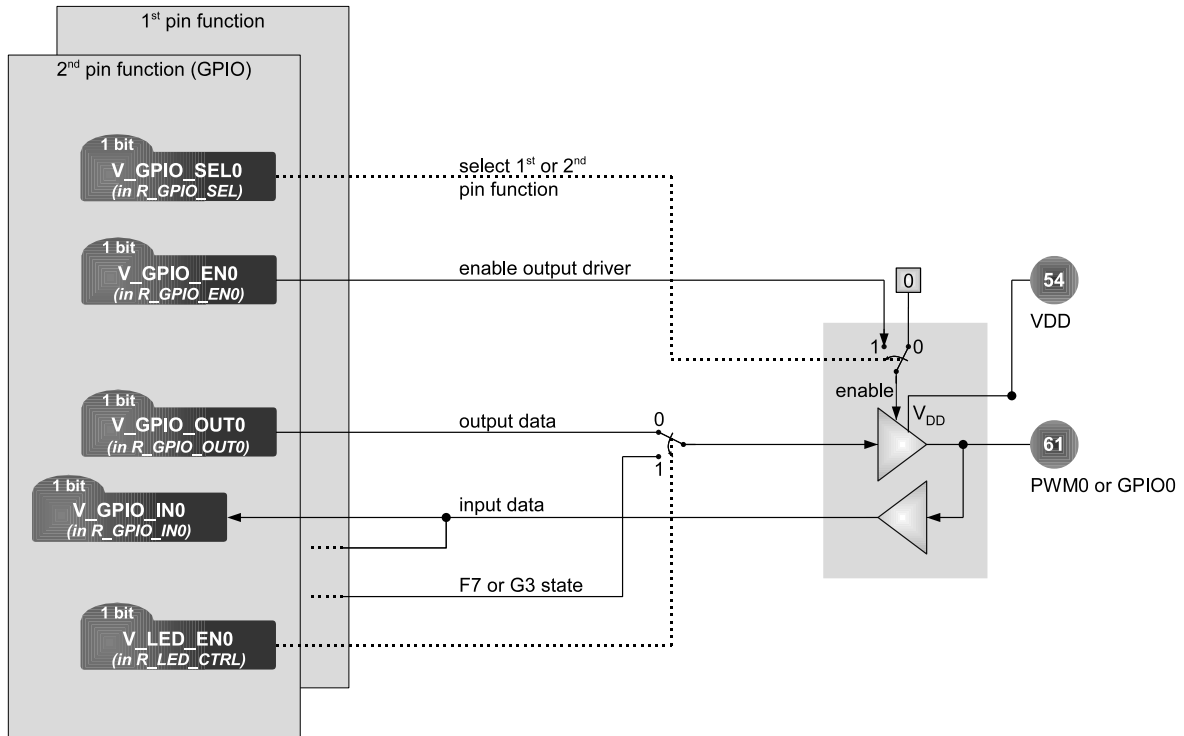 1st pin function
2nd pin function (GPIO)
1 bit
V_GPIO_SEL0
(in R_GPIO_SEL)
select 1st or 2nd
pin function
1 bit
V_GPIO_EN0
(in R_GPIO_EN0)
enable output driver
0
54
VDD
1
0
enable
VDD
1 bit
V_GPIO_OUT0
(in R_GPIO_OUT0)
output data
0
1
61
PWM0 or GPIO0
1 bit
V_GPIO_IN0
(in R_GPIO_IN0)
input data
F7 or G3 state
1 bit
V_LED_EN0
(in R_LED_CTRL)